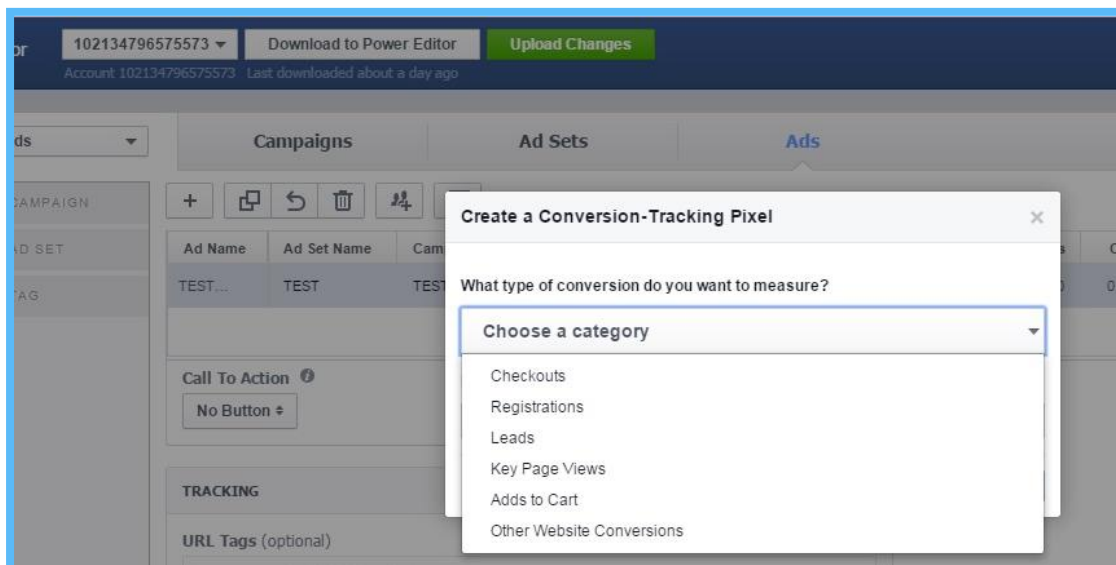 or
102134796575573
Download to Power Editor
Upload Changes
Account 102134796575573 Last downloaded about a day ago
ds
Campaigns
Ad Sets
Ads
CAMPAIGN
AD SET
TAG
Create a Conversion-Tracking Pixel
×
Ad Name
Ad Set Name
Cam
TEST...
TEST
TEST
What type of conversion do you want to measure?
Choose a category
Checkouts
Registrations
Leads
Key Page Views
Adds to Cart
Other Website Conversions
Call To Action
No Button
TRACKING
URL Tags (optional)